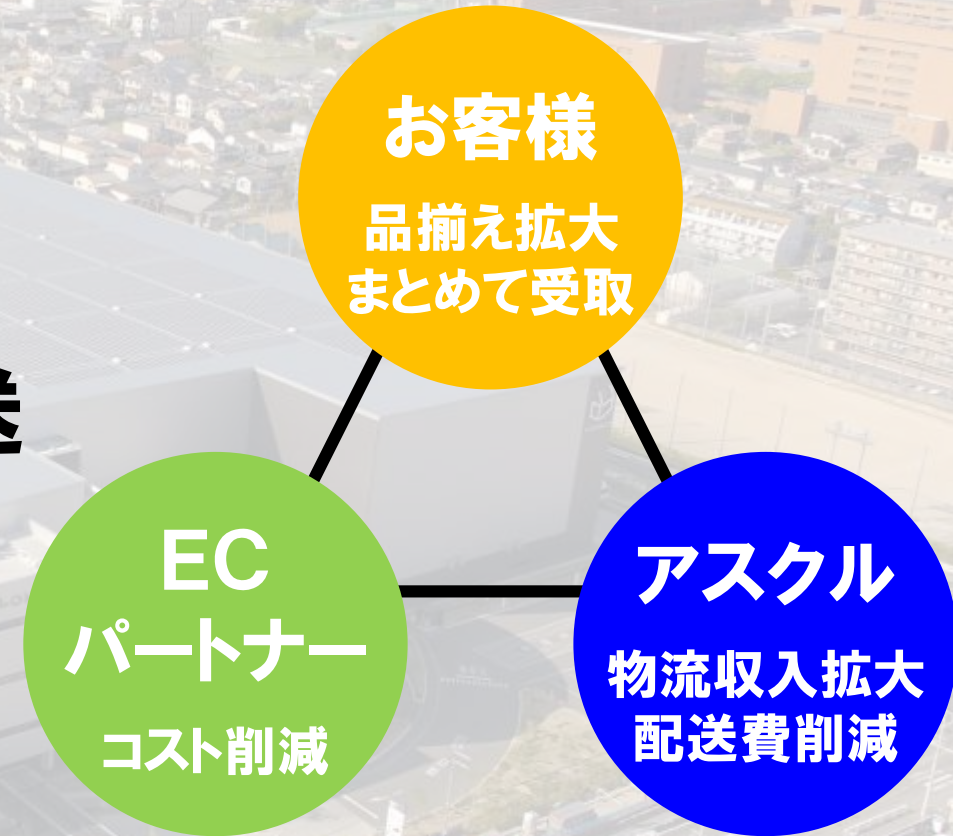 お客様
品揃え拡大
まとめて受取
EC
パートナー
コスト削減
アスクル
物流収入拡大
配送費削減